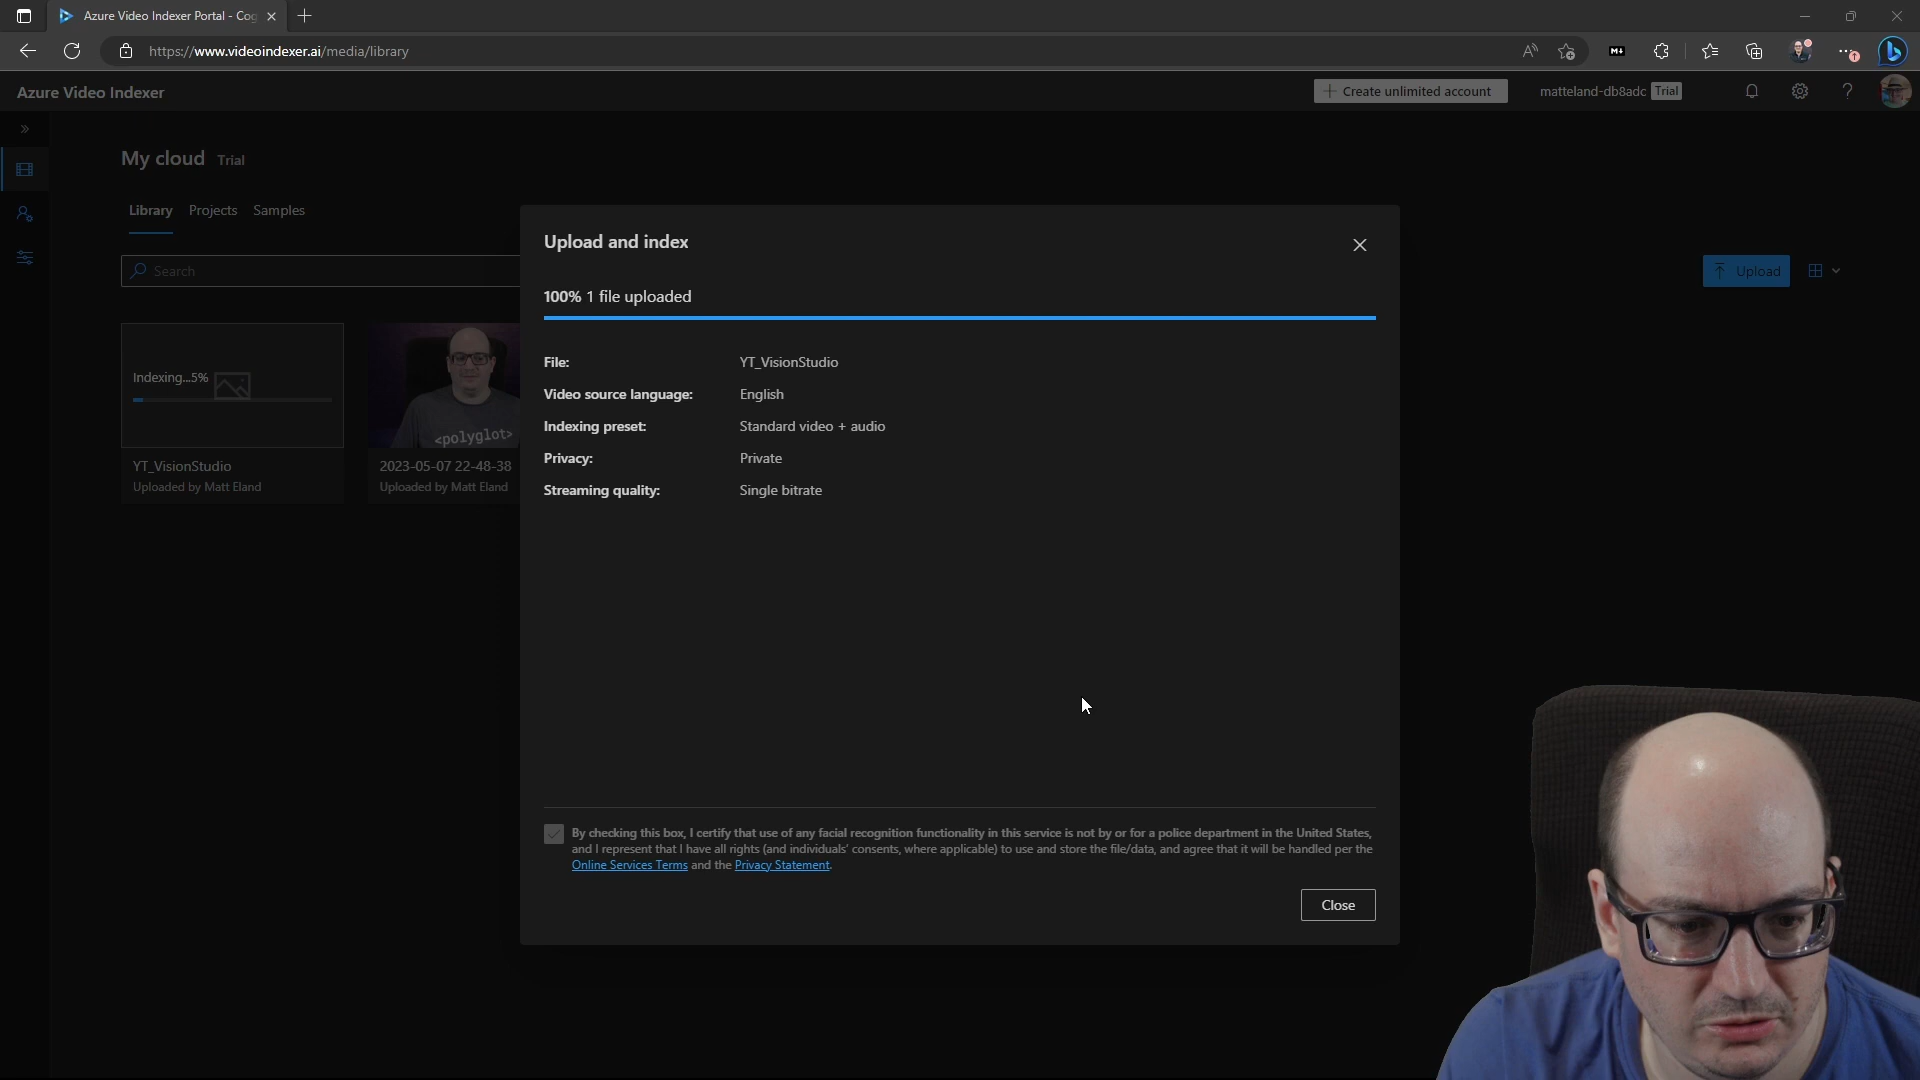 Azure Video Indexer Portal - Cog
https://www.videoindexer.ai/media/library
Azure Video Indexer
Create unlimited account
matteland-db8adc Trial
My cloud Trial
Library Projects Samples
Search
Upload
Indexing...5%
YT_VisionStudio
Uploaded by Matt Eland
<polyglot>
2023-05-07 22-48-38
Uploaded by Matt Eland
Upload and index
100% 1 file uploaded
File: YT_VisionStudio
Video source language: English
Indexing preset: Standard video + audio
Privacy: Private
Streaming quality: Single bitrate
By checking this box, I certify that use of any facial recognition functionality in this service is not by or for a police department in the United States,
and I represent that I have all rights (and individuals' consents, where applicable) to use and store the file/data, and agree that it will be handled per the
Online Services Terms and the Privacy Statement.
Close